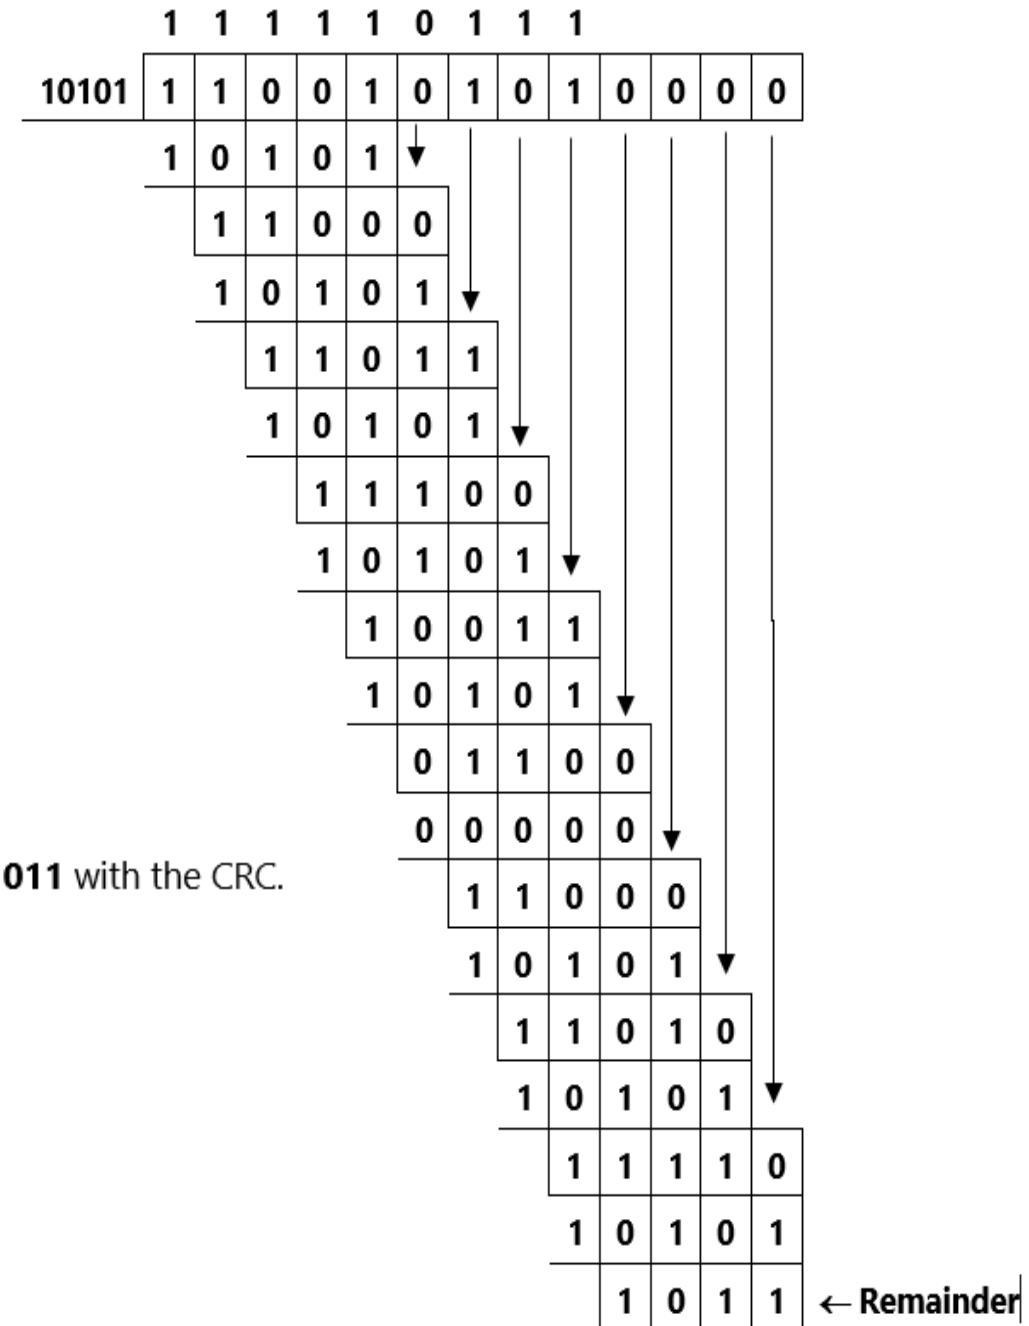 1 1 1 1 1 0 1 1 1
10101 1 1 0 0 1 0 1 0 1 0 0 0 0
1 0 1 0 1
1 1 0 0 0
1 0 1 0 1
1 1 0 1 1
1 0 1 0 1
1 1 1 0 0
1 0 1 0 1
1 0 0 1 1
1 0 1 0 1
0 1 1 0 0
0 0 0 0 0
011 with the CRC.
1 1 0 0 0
1 0 1 0 1
1 1 0 1 0
1 0 1 0 1
1 1 1 1 0
1 0 1 0 1
1 0 1 1 ← Remainder